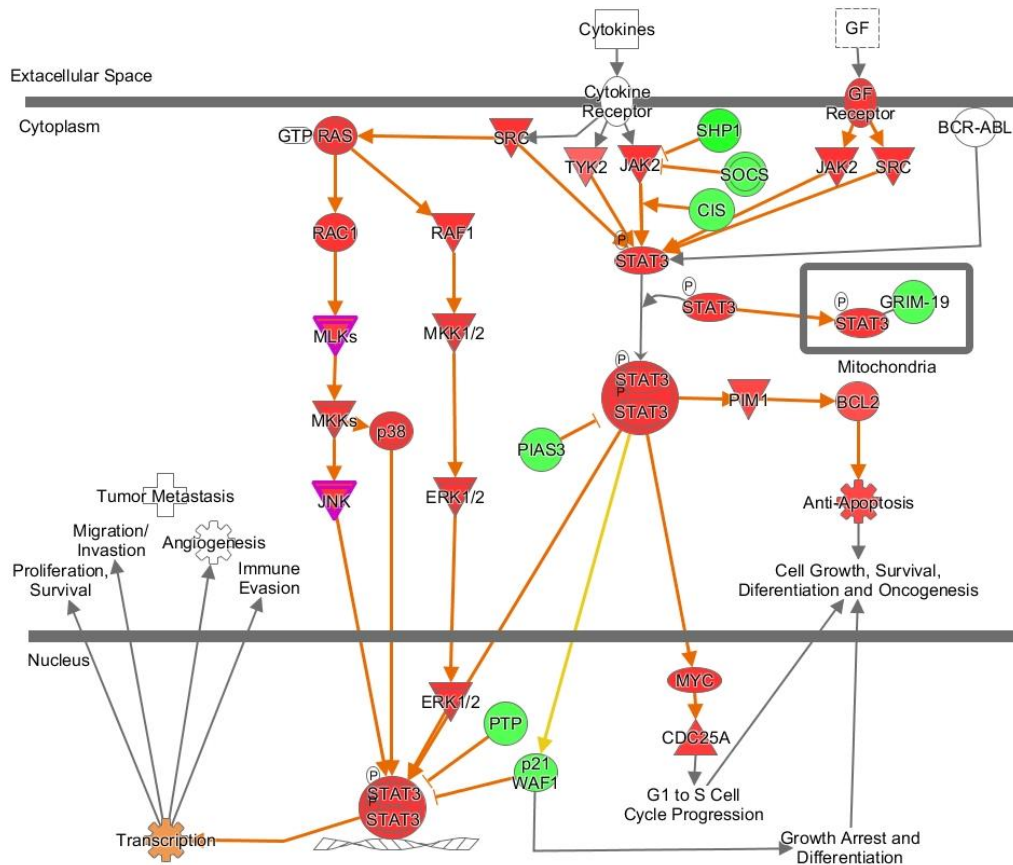 Cytokines
GF
Extacellular Space
Cytokine
Receptor
GF
Receptor
Cytoplasm
GTP
RAS
SRC
TYK2
JAK2
SHP1
SOCS
CIS
JAK2
SRC
BCR-ABL
RAC1
RAF1
P
STAT3
P
STAT3
P
STAT3
GRIM-19
Mitochondria
MLKs
MKK1/2
P
STAT3
P
STAT3
PIM1
BCL2
MKKs
p38
PIAS3
JNK
ERK1/2
Anti-Apoptosis
Tumor Metastasis
Migration/
Invastion
Angiogenesis
Proliferation,
Survival
Immune
Evasion
Cell Growth, Survival,
Diferentiation and Oncogenesis
Nucleus
ERK1/2
PTP
MYC
CDC25A
p21
WAF1
P
STAT3
P
STAT3
G1 to S Cell
Cycle Progression
Transcription
Growth Arrest and
Differentiation